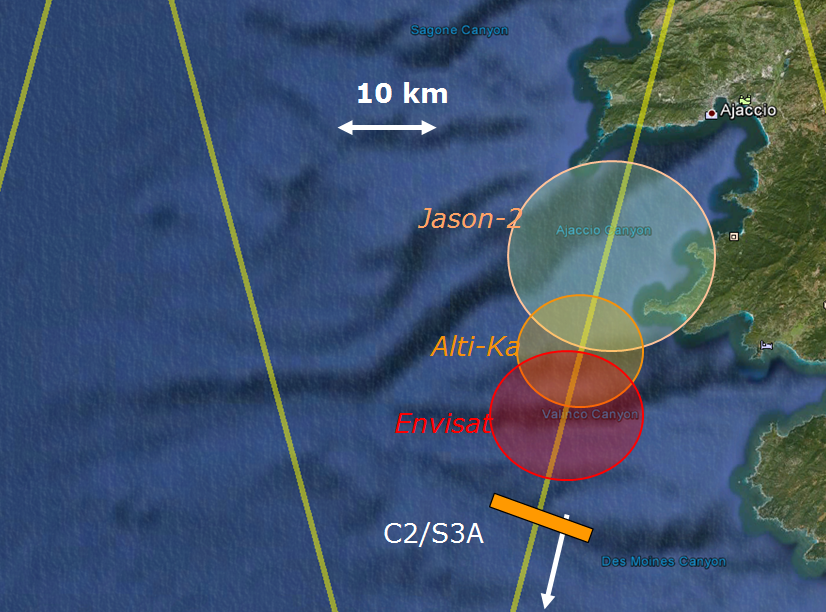 Sagone Canyon
10 km
Ajaccio
Jason-2
Ajaccio Canyon
Alti-Ka
Valinco Canyon
Envisat
C2/S3A
Des Moines Canyon